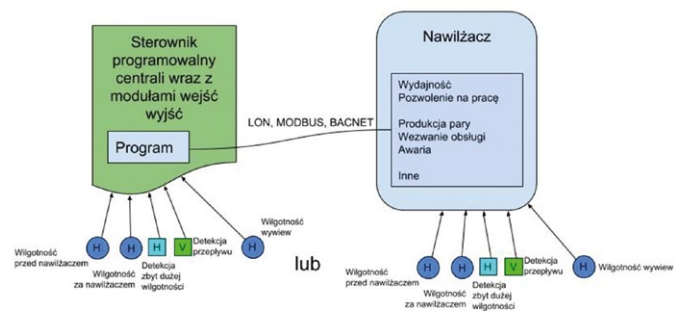 Sterownik
programowalny
centrali wraz z
modułami wejść
wyjść
Program
LON, MODBUS, BACNET
Nawilżacz
Wydajność
Pozwolenie na pracę
Produkcja pary
Wezwanie obsługi
Awaria
Inne
Wilgotność
przed nawilżaczem
H
H
Wilgotność
za nawilżaczem
H
Detekcja
zbyt dużej
wilgotności
V
Detekcja
przepływu
H
Wilgotność
wywiew
lub
Wilgotność
przed nawilżaczem
H
H
Wilgotność
za nawilżaczem
H
Detekcja
zbyt dużej
wilgotności
V
Detekcja
przepływu
H
Wilgotność wywiew